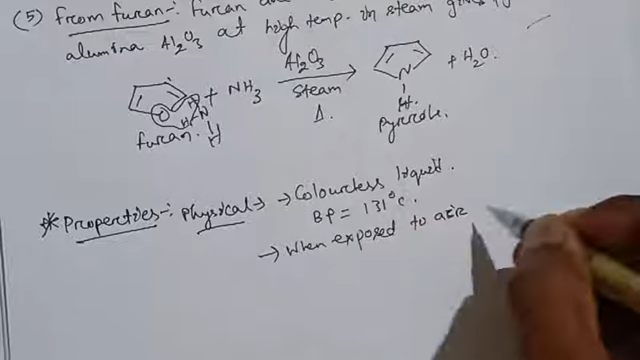 (5) From furan:- Furan
alumina Al2O3 at high temp. in steam gives
+ NH3 Al2O3 + H2O.
Steam
Δ.
O H H N H
N
H.
furan. Pyrrole.
* Properties:- Physical → → Colourless liquid.
BP = 131°C.
→ When exposed to air